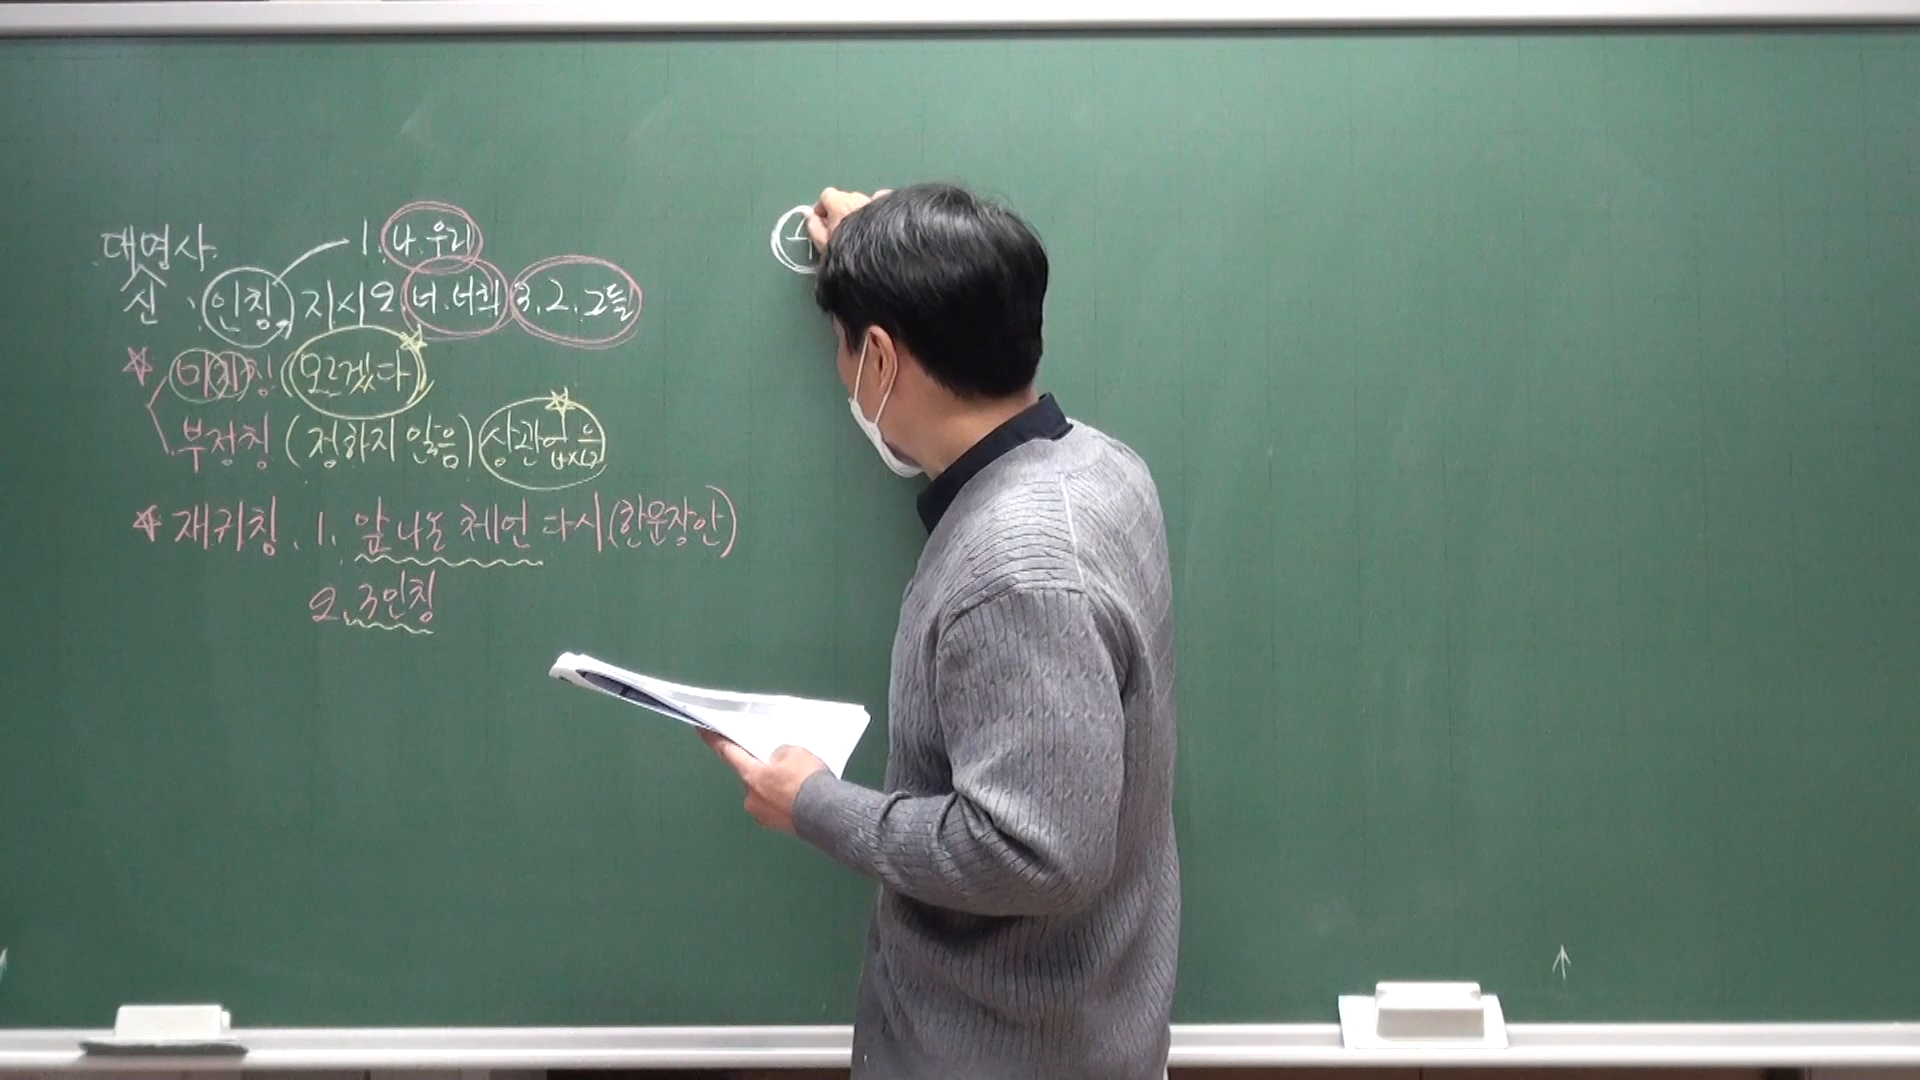 대명사. 1. 나. 우리
신, 인칭, 지시 2 너. 너희 3. 그. 그들
미지칭 (모르겠다)
부정칭 (정하지 않음) 상관없음
재귀칭. 1. 앞 나온 체언 다시 (한문장안)
2. 3인칭